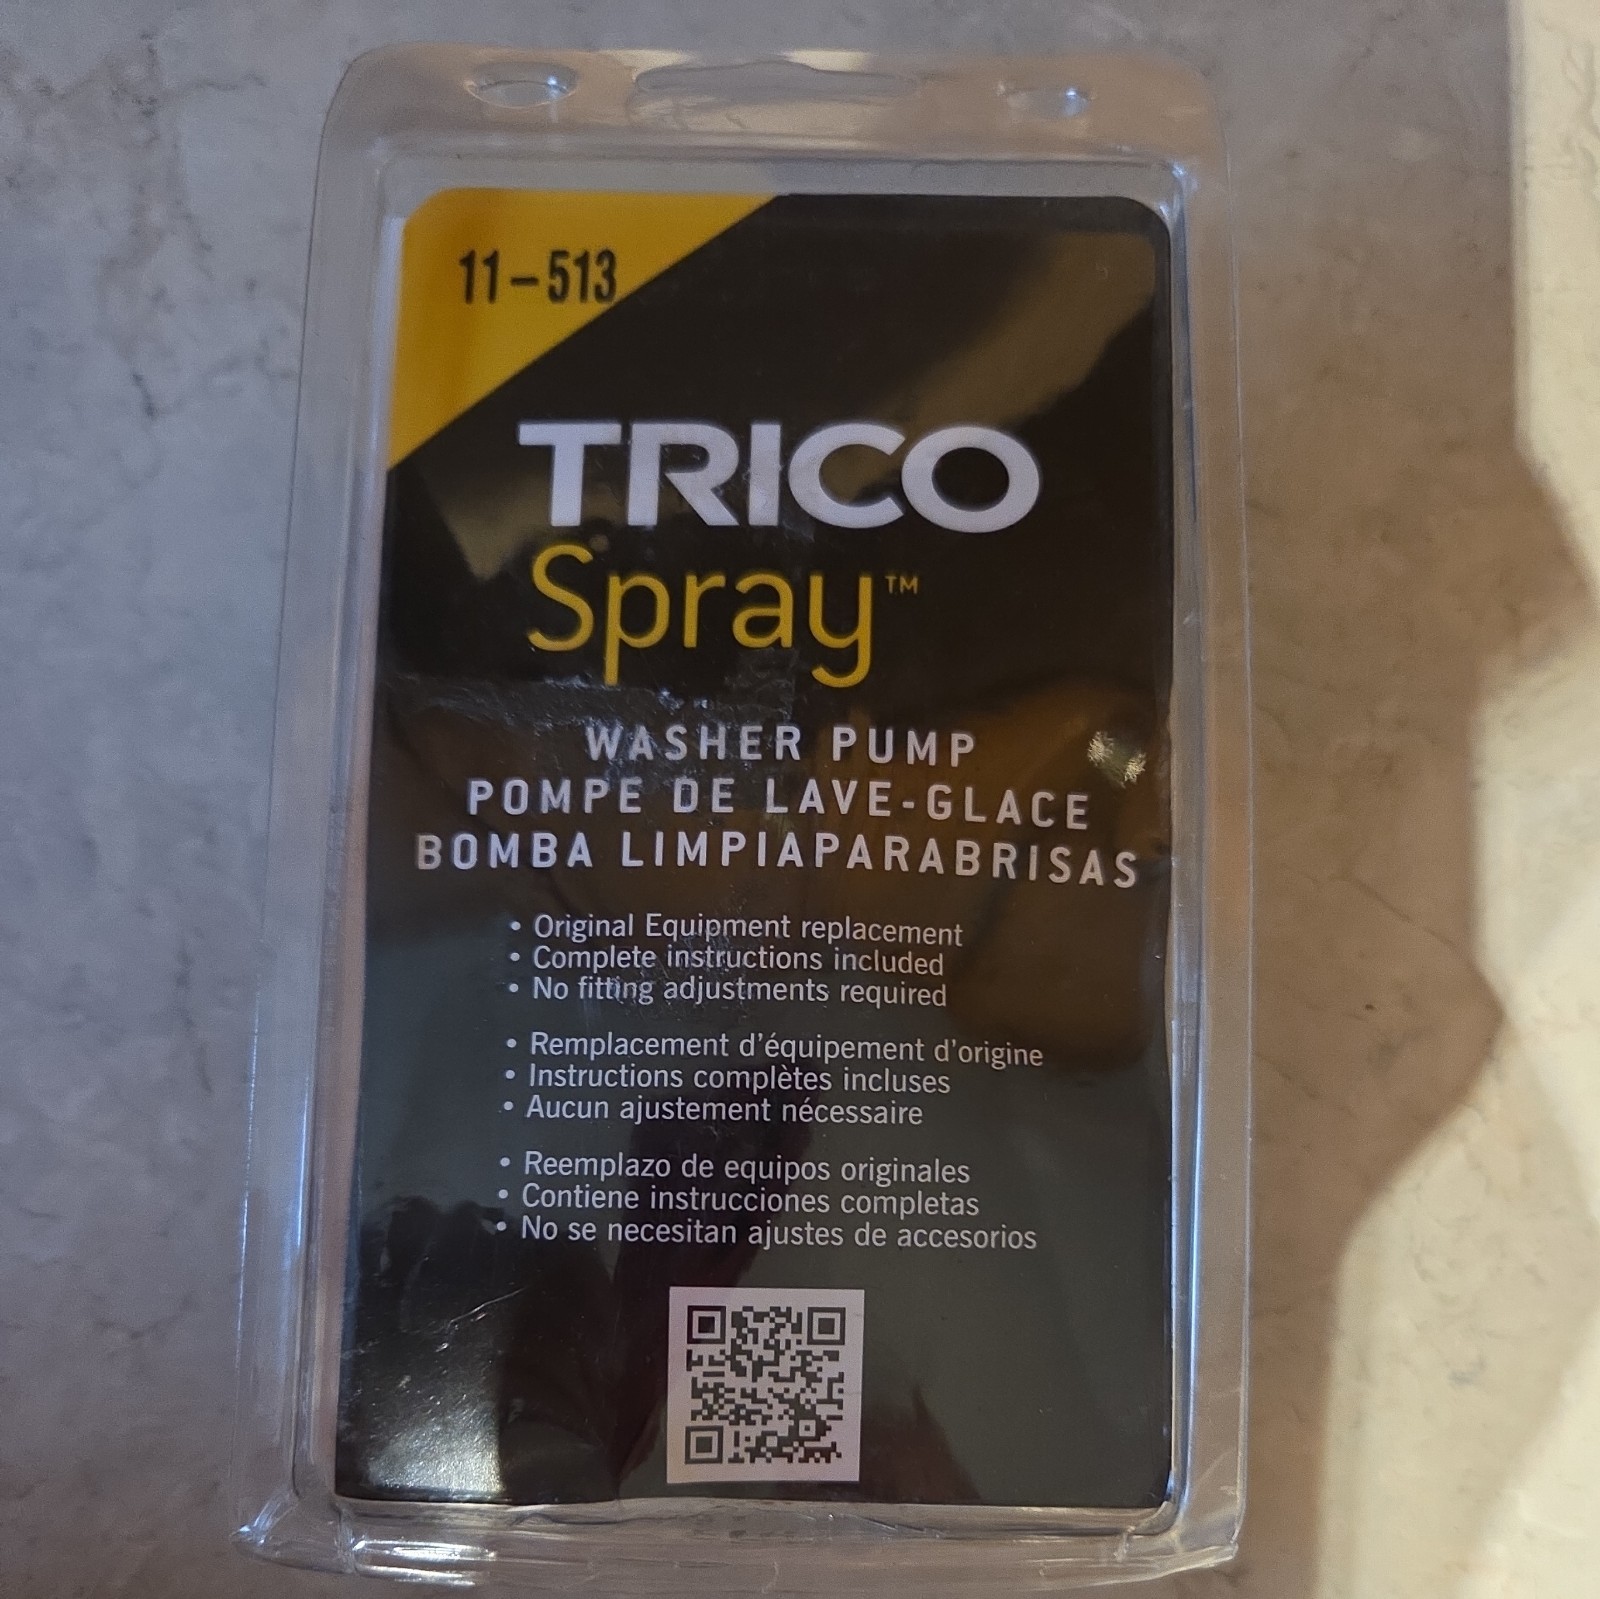 11-513
TRICO
Spray™
WASHER PUMP
POMPE DE LAVE-GLACE
BOMBA LIMPIAPARABRISAS
• Original Equipment replacement
• Complete instructions included
• No fitting adjustments required
• Remplacement d'équipement d'origine
• Instructions complètes incluses
• Aucun ajustement nécessaire
• Reemplazo de equipos originales
• Contiene instrucciones completas
• No se necesitan ajustes de accesorios